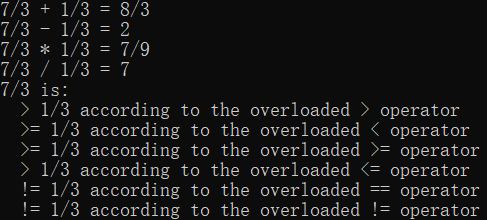 7/3 + 1/3 = 8/3
7/3 - 1/3 = 2
7/3 * 1/3 = 7/9
7/3 / 1/3 = 7
7/3 is:
  > 1/3 according to the overloaded > operator
  >= 1/3 according to the overloaded < operator
  >= 1/3 according to the overloaded >= operator
  > 1/3 according to the overloaded <= operator
  != 1/3 according to the overloaded == operator
  != 1/3 according to the overloaded != operator